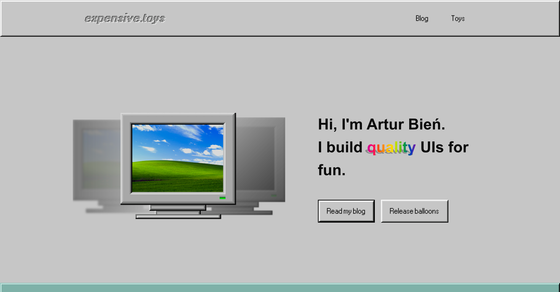 expensive.toys
Blog
Toys
Hi, I'm Artur Bień.
I build quality UIs for
fun.
Read my blog
Release balloons